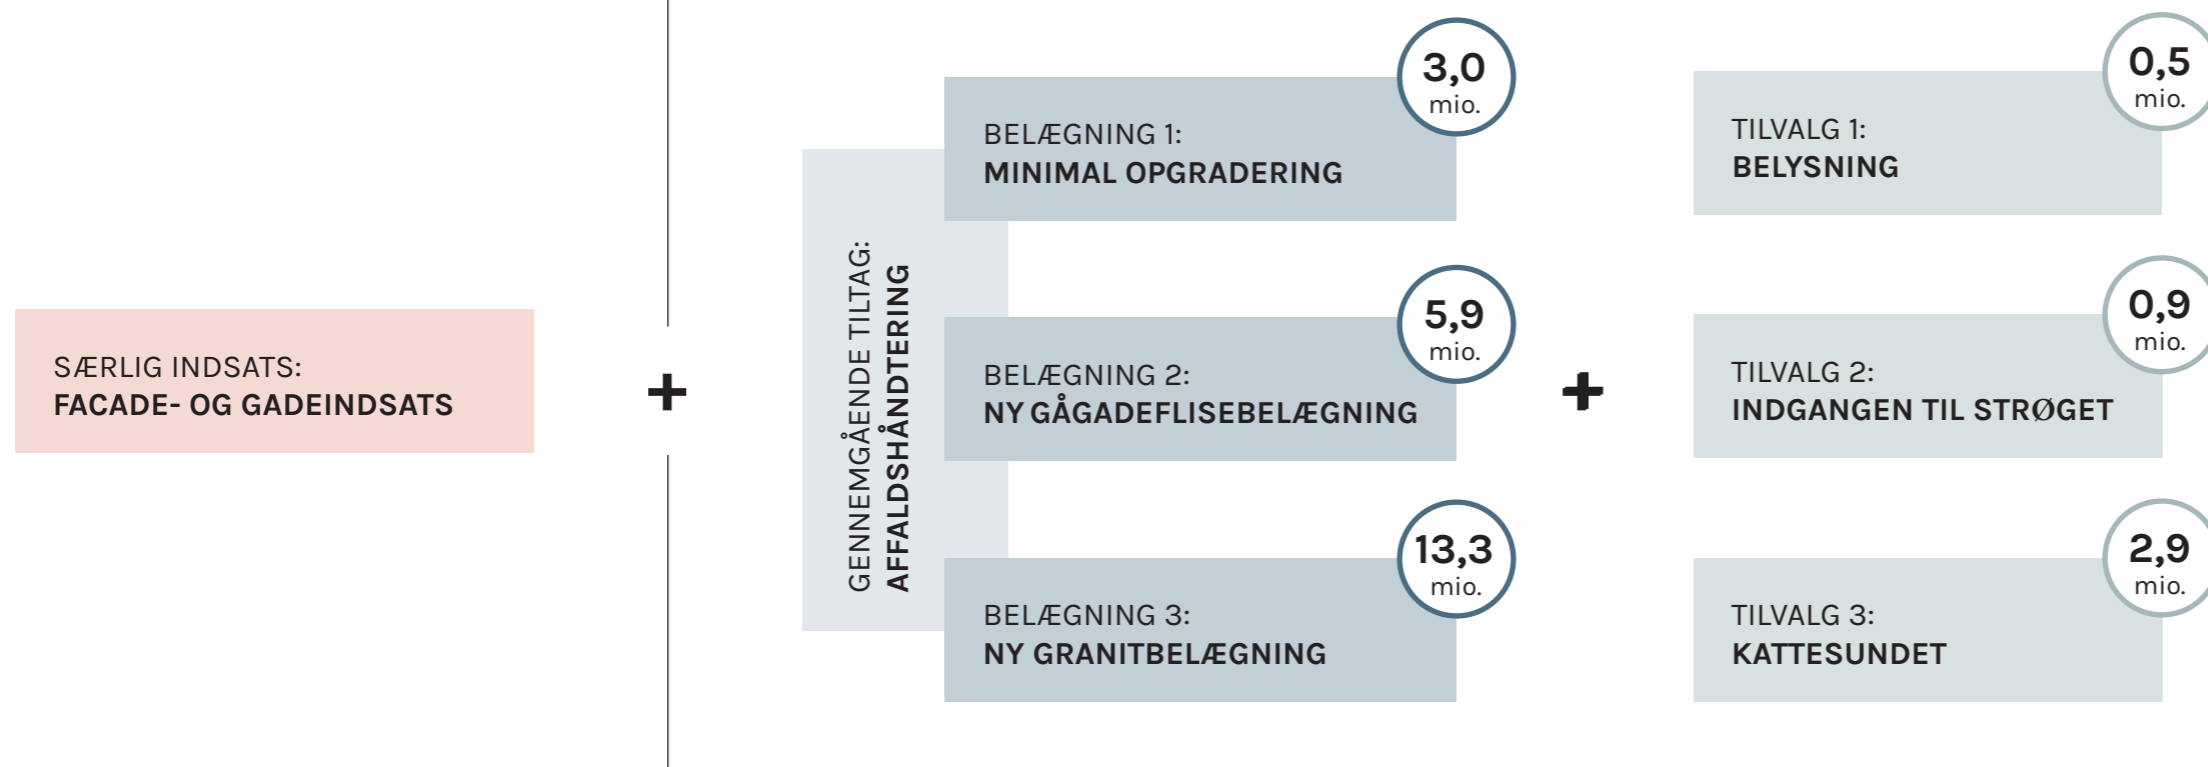 SÆRLIG INDSATS:
FACADE- OG GADEINDSATS
+
GENNEMGÅENDE TILTAG:
AFFALDSHÅNDTERING
BELÆGNING 1:
MINIMAL OPGRADERING
3,0
mio.
BELÆGNING 2:
NY GÅGADEFLISEBELÆGNING
5,9
mio.
BELÆGNING 3:
NY GRANITBELÆGNING
13,3
mio.
+
TILVALG 1:
BELYSNING
0,5
mio.
TILVALG 2:
INDGANGEN TIL STRØGET
0,9
mio.
TILVALG 3:
KATTESUNDET
2,9
mio.